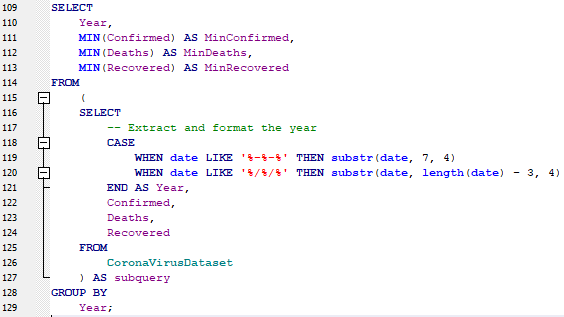 109 SELECT
110 Year,
111 MIN(Confirmed) AS MinConfirmed,
112 MIN(Deaths) AS MinDeaths,
113 MIN(Recovered) AS MinRecovered
114 FROM
115 (
116 SELECT
117 -- Extract and format the year
118 CASE
119 WHEN date LIKE '%-%-%' THEN substr(date, 7, 4)
120 WHEN date LIKE '%/%/%' THEN substr(date, length(date) - 3, 4)
121 END AS Year,
122 Confirmed,
123 Deaths,
124 Recovered
125 FROM
126 CoronaVirusDataset
127 ) AS subquery
128 GROUP BY
129 Year;